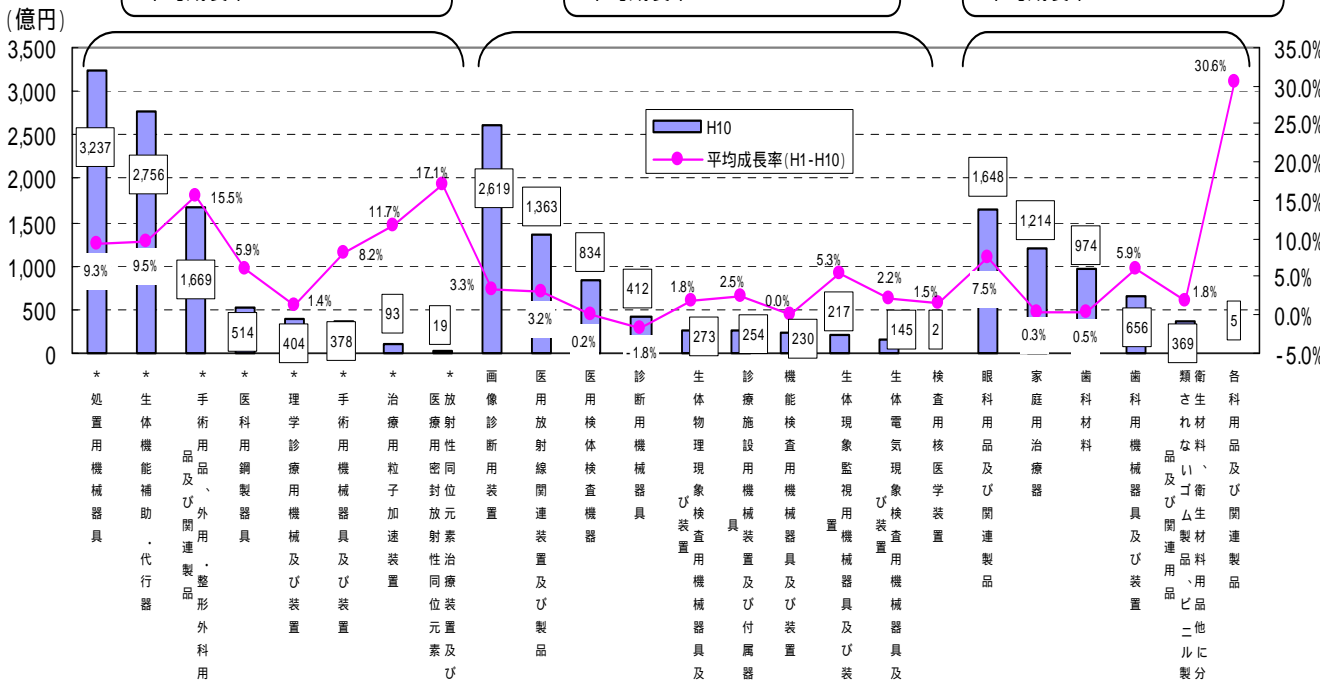 (億円)
3,500
3,000
2,500
2,000
1,500
1,000
500
0
35.0%
30.0%
25.0%
20.0%
15.0%
10.0%
5.0%
0.0%
-5.0%
H10
平均成長率(H1-H10)
3,237
2,756
1,669
514
404
378
93
19
2,619
1,363
834
412
273
254
230
217
145
2
1,648
1,214
974
656
369
5
9.3%
9.5%
15.5%
5.9%
1.4%
8.2%
11.7%
17.1%
3.3%
3.2%
0.2%
-1.8%
1.8%
2.5%
0.0%
5.3%
2.2%
1.5%
7.5%
0.3%
0.5%
5.9%
1.8%
30.6%
*処置用機械器具
*生体機能補助・代行器
*手術用品、外用・整形外科用
品及び関連製品
*医科用鋼製器具
*理学診療用機械及び装置
*手術用機械器具及び装置
*治療用粒子加速装置
*放射性同位元素治療装置及び
医療用密封放射性同位元素
画像診断用装置
医用放射線関連装置及び製品
医用検体検査機器
診断用機械器具
生体物理現象検査用機械器具及
び装置
診療施設用機械装置及び付属器
具
機能検査用機械器具及び装置
生体現象監視用機械器具及び装
置
生体電気現象検査用機械器具及
び装置
検査用核医学装置
眼科用品及び関連製品
家庭用治療器
歯科材料
歯科用機械器具及び装置
衛生材料、衛生材料用品他に分
類されないゴム製品、ビニル製
品及び関連用品
各科用品及び関連製品